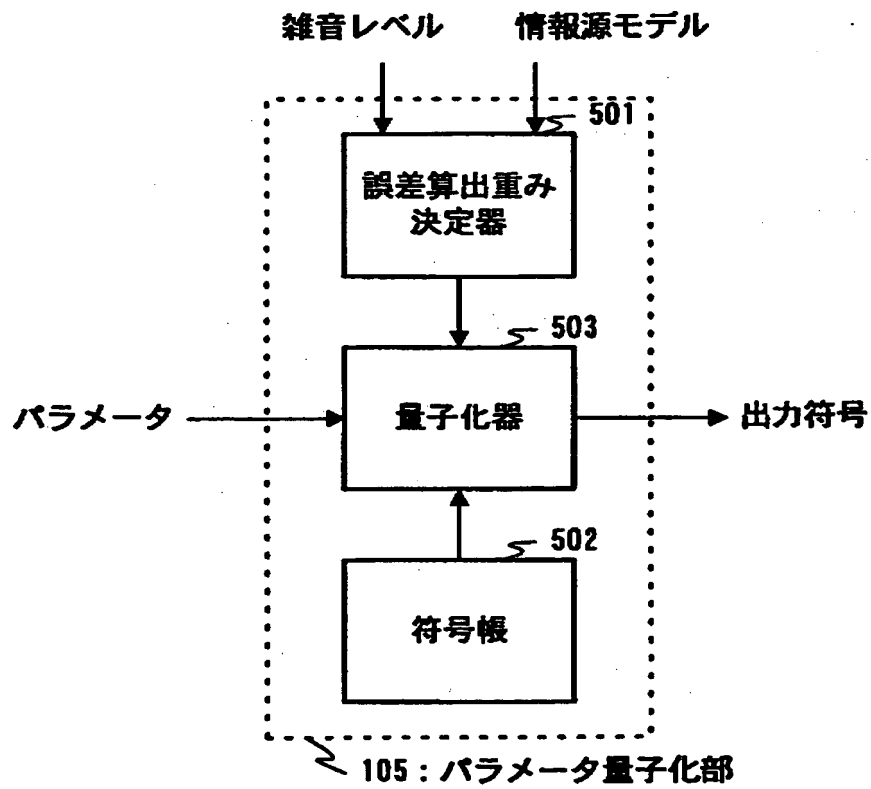 雑音レベル
情報源モデル
501
誤差算出重み
決定器
503
パラメータ
量子化器
出力符号
502
符号帳
105:パラメータ量子化部